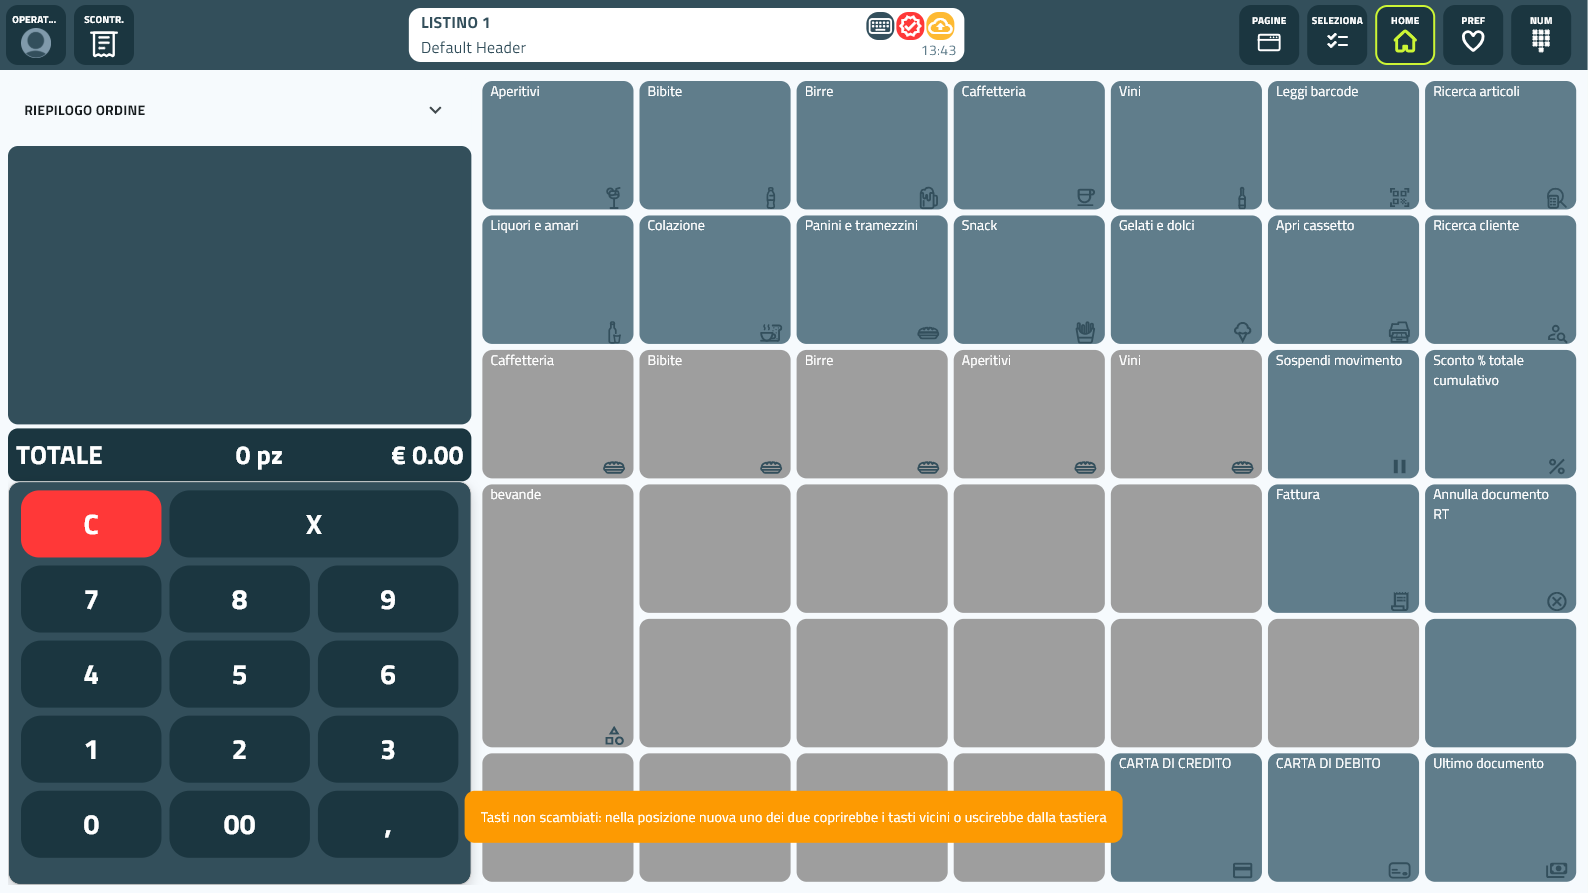 OPERAT...
SCONTR.
LISTINO 1
Default Header
13:43
PAGINE
SELEZIONA
HOME
PREF
NUM
RIEPILOGO ORDINE
Aperitivi
Bibite
Birre
Caffetteria
Vini
Leggi barcode
Ricerca articoli
Liquori e amari
Colazione
Panini e tramezzini
Snack
Gelati e dolci
Apri cassetto
Ricerca cliente
Caffetteria
Bibite
Birre
Aperitivi
Vini
Sospendi movimento
Sconto % totale
cumulativo
TOTALE 0 pz € 0.00
bevande
Fattura
Annulla documento
RT
C X
7 8 9
4 5 6
1 2 3
0 00 ,
CARTA DI CREDITO
CARTA DI DEBITO
Ultimo documento
Tasti non scambiati: nella posizione nuova uno dei due coprirebbe i tasti vicini o uscirebbe dalla tastiera